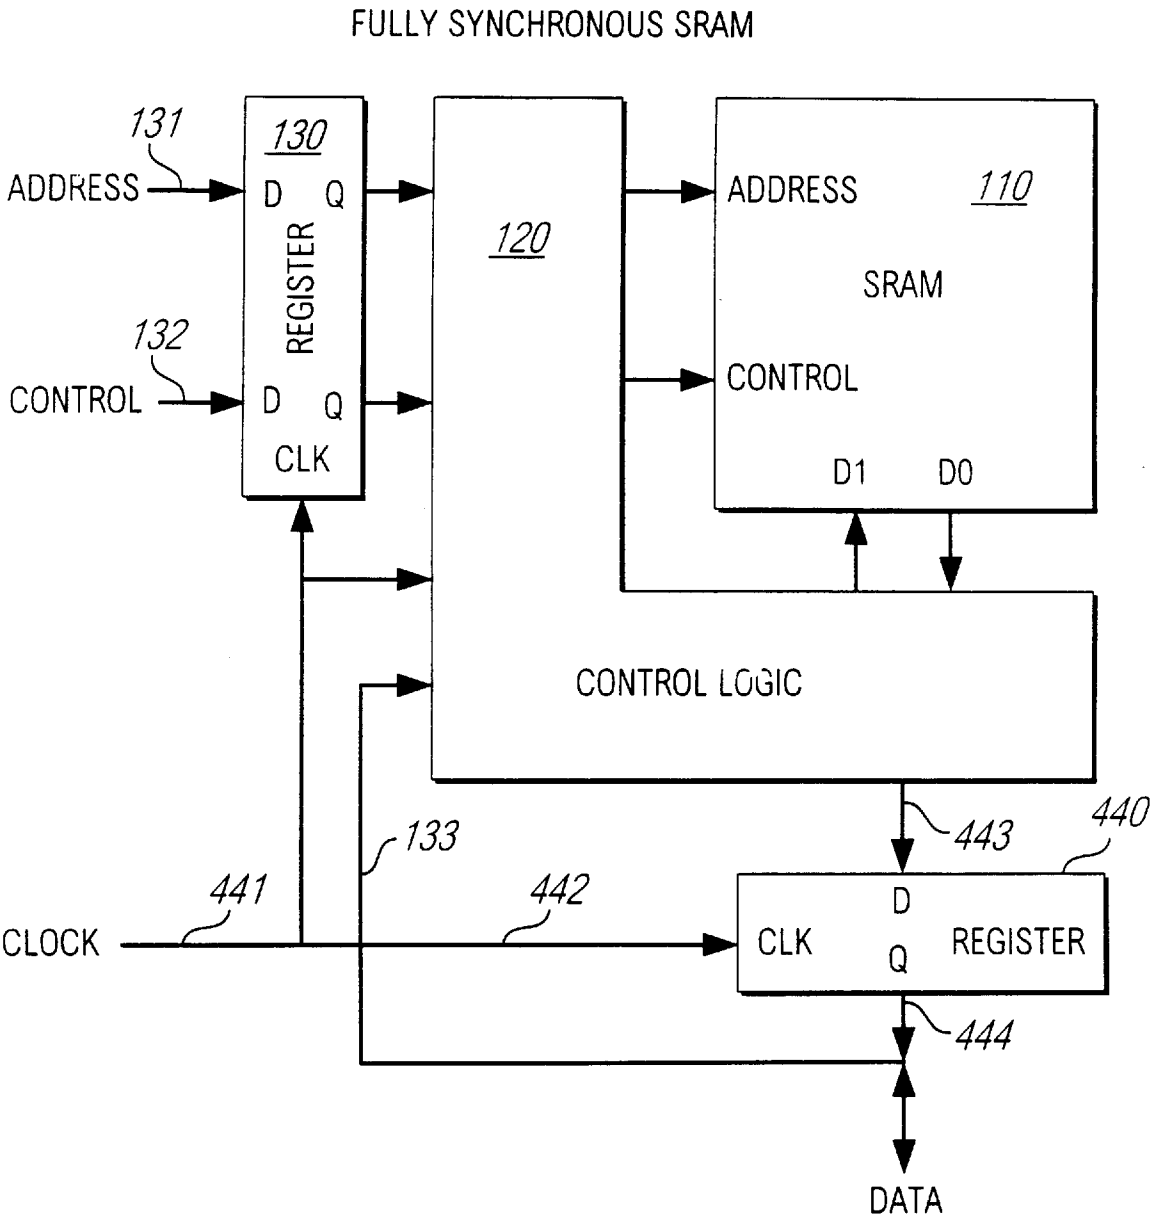 FULLY SYNCHRONOUS SRAM
131
130
ADDRESS
D Q
ADDRESS
110
120
REGISTER
SRAM
132
CONTROL
CONTROL
D Q
CLK
D1 D0
CONTROL LOGIC
133
443
440
441
442
D
CLOCK
CLK
REGISTER
Q
444
DATA